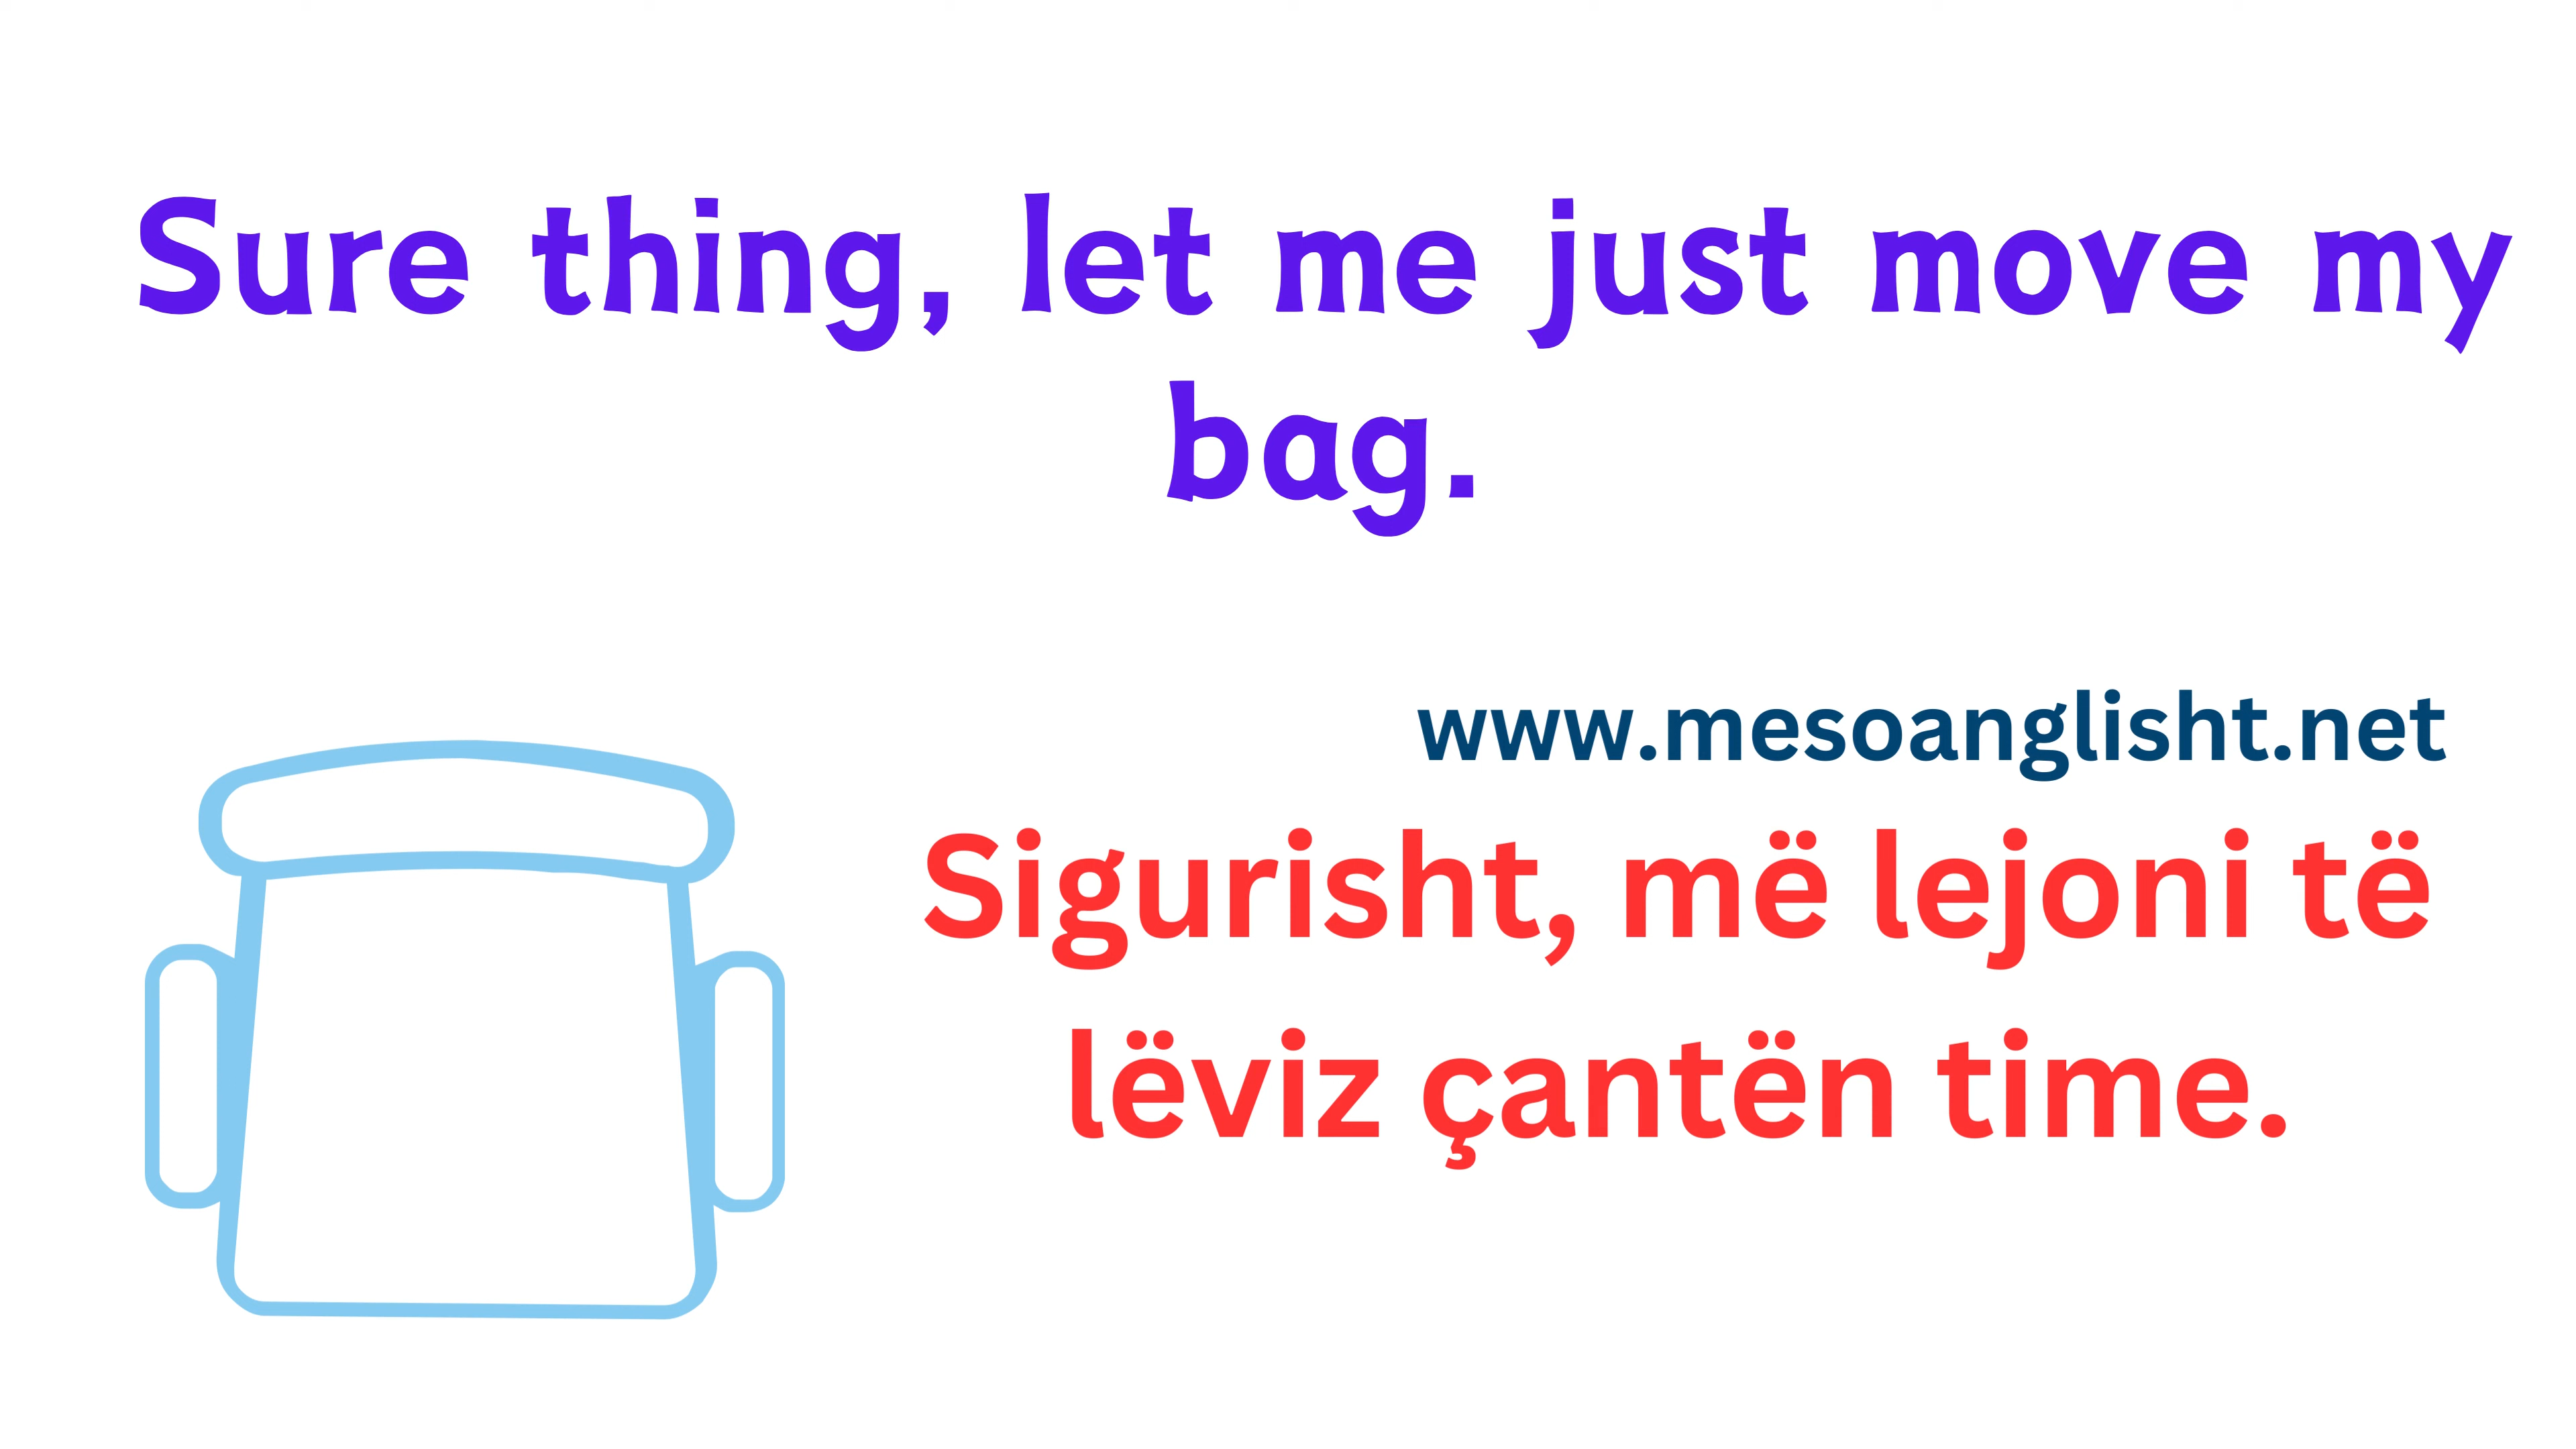 Sure thing, let me just move my
bag.
www.mesoanglisht.net
Sigurisht, më lejoni të
lëviz çantën time.